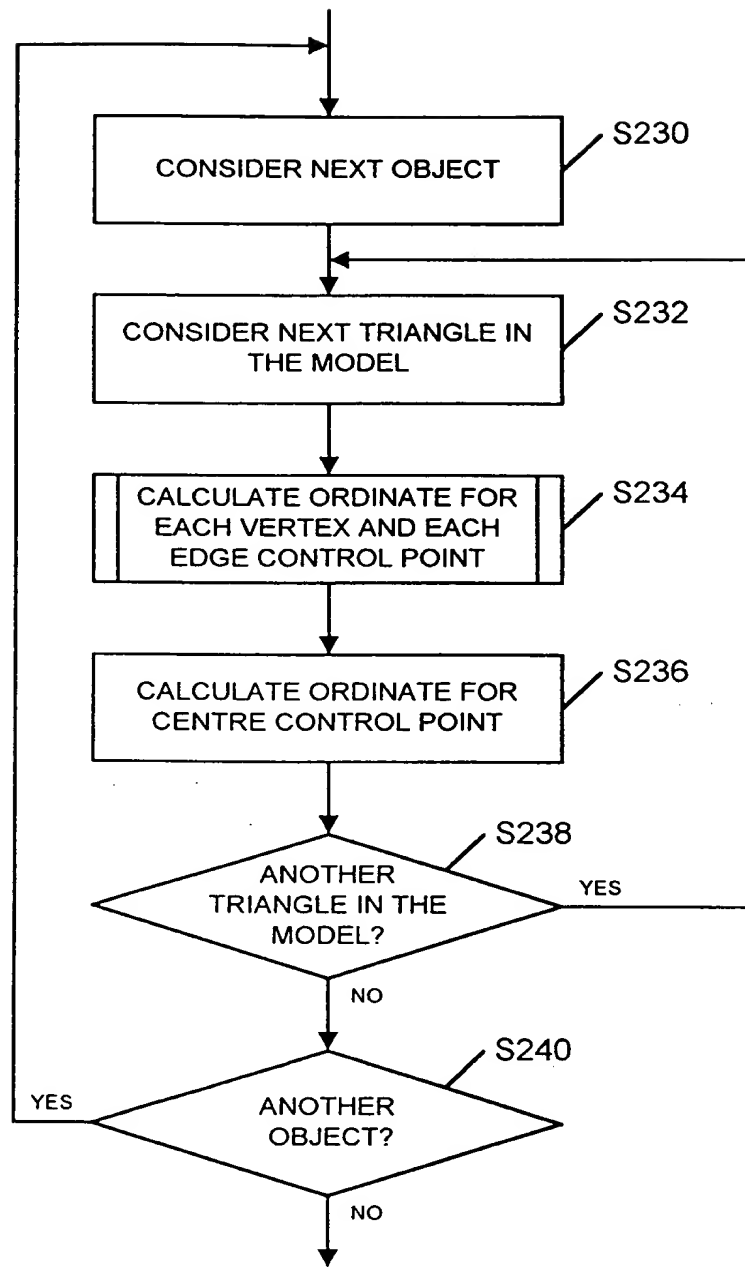 CONSIDER NEXT OBJECT
S230
CONSIDER NEXT TRIANGLE IN
THE MODEL
S232
CALCULATE ORDINATE FOR
EACH VERTEX AND EACH
EDGE CONTROL POINT
S234
CALCULATE ORDINATE FOR
CENTRE CONTROL POINT
S236
ANOTHER
TRIANGLE IN THE
MODEL?
S238
YES
NO
ANOTHER
OBJECT?
S240
YES
NO